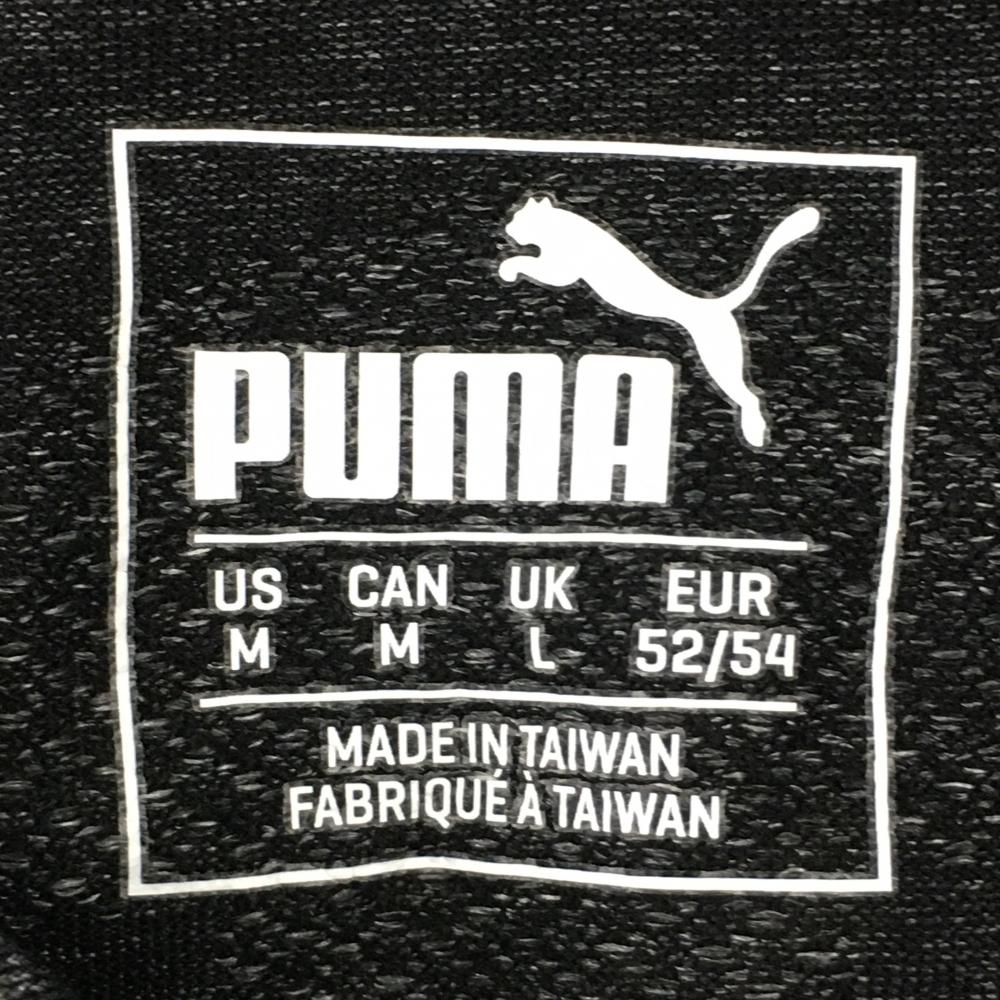 PUMA
US CAN UK EUR
M M L 52/54
MADE IN TAIWAN
FABRIQUÉ À TAIWAN